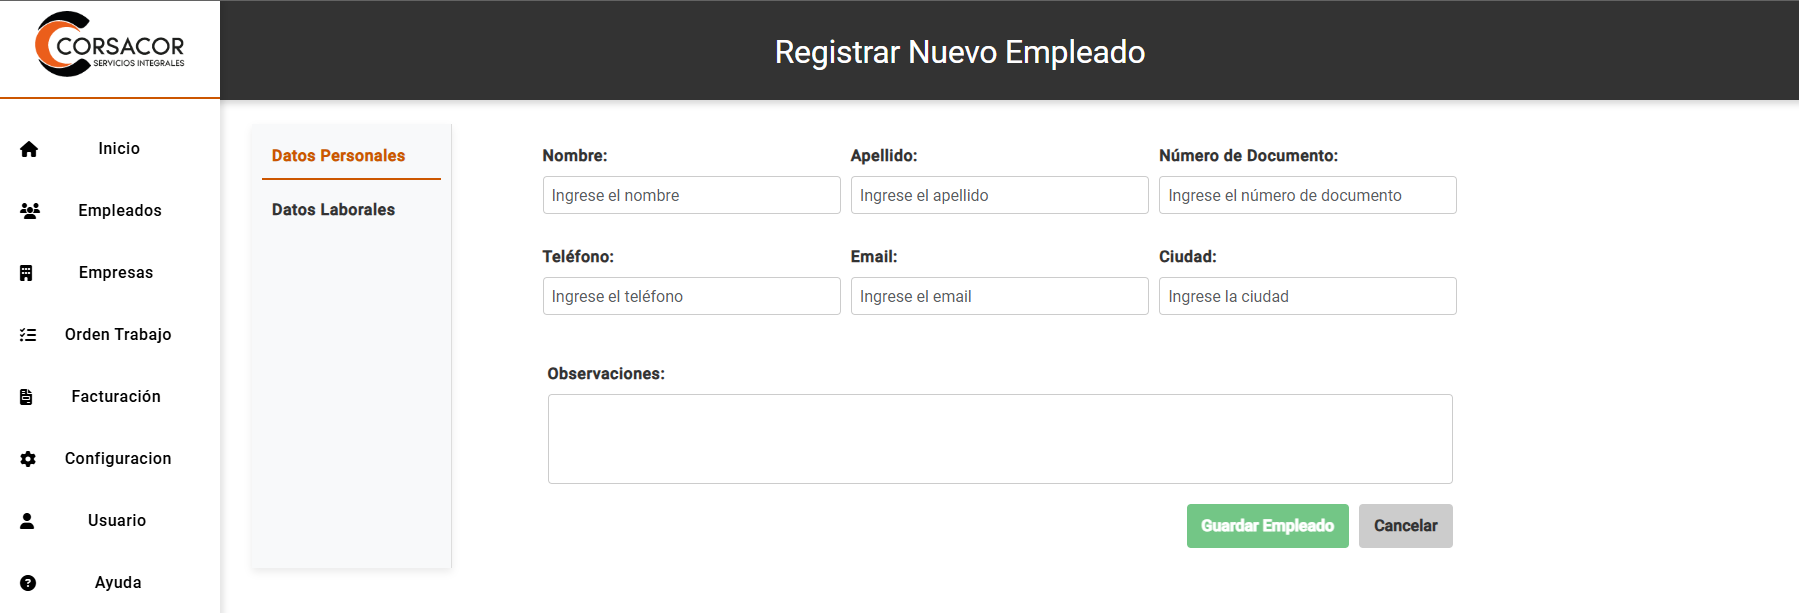 CORSACOR
SERVICIOS INTEGRALES
Inicio
Empleados
Empresas
Orden Trabajo
Facturación
Configuracion
Usuario
Ayuda
Registrar Nuevo Empleado
Datos Personales
Datos Laborales
Nombre: Apellido: Número de Documento:
Ingrese el nombre Ingrese el apellido Ingrese el número de documento
Teléfono: Email: Ciudad:
Ingrese el teléfono Ingrese el email Ingrese la ciudad
Observaciones:
Guardar Empleado Cancelar